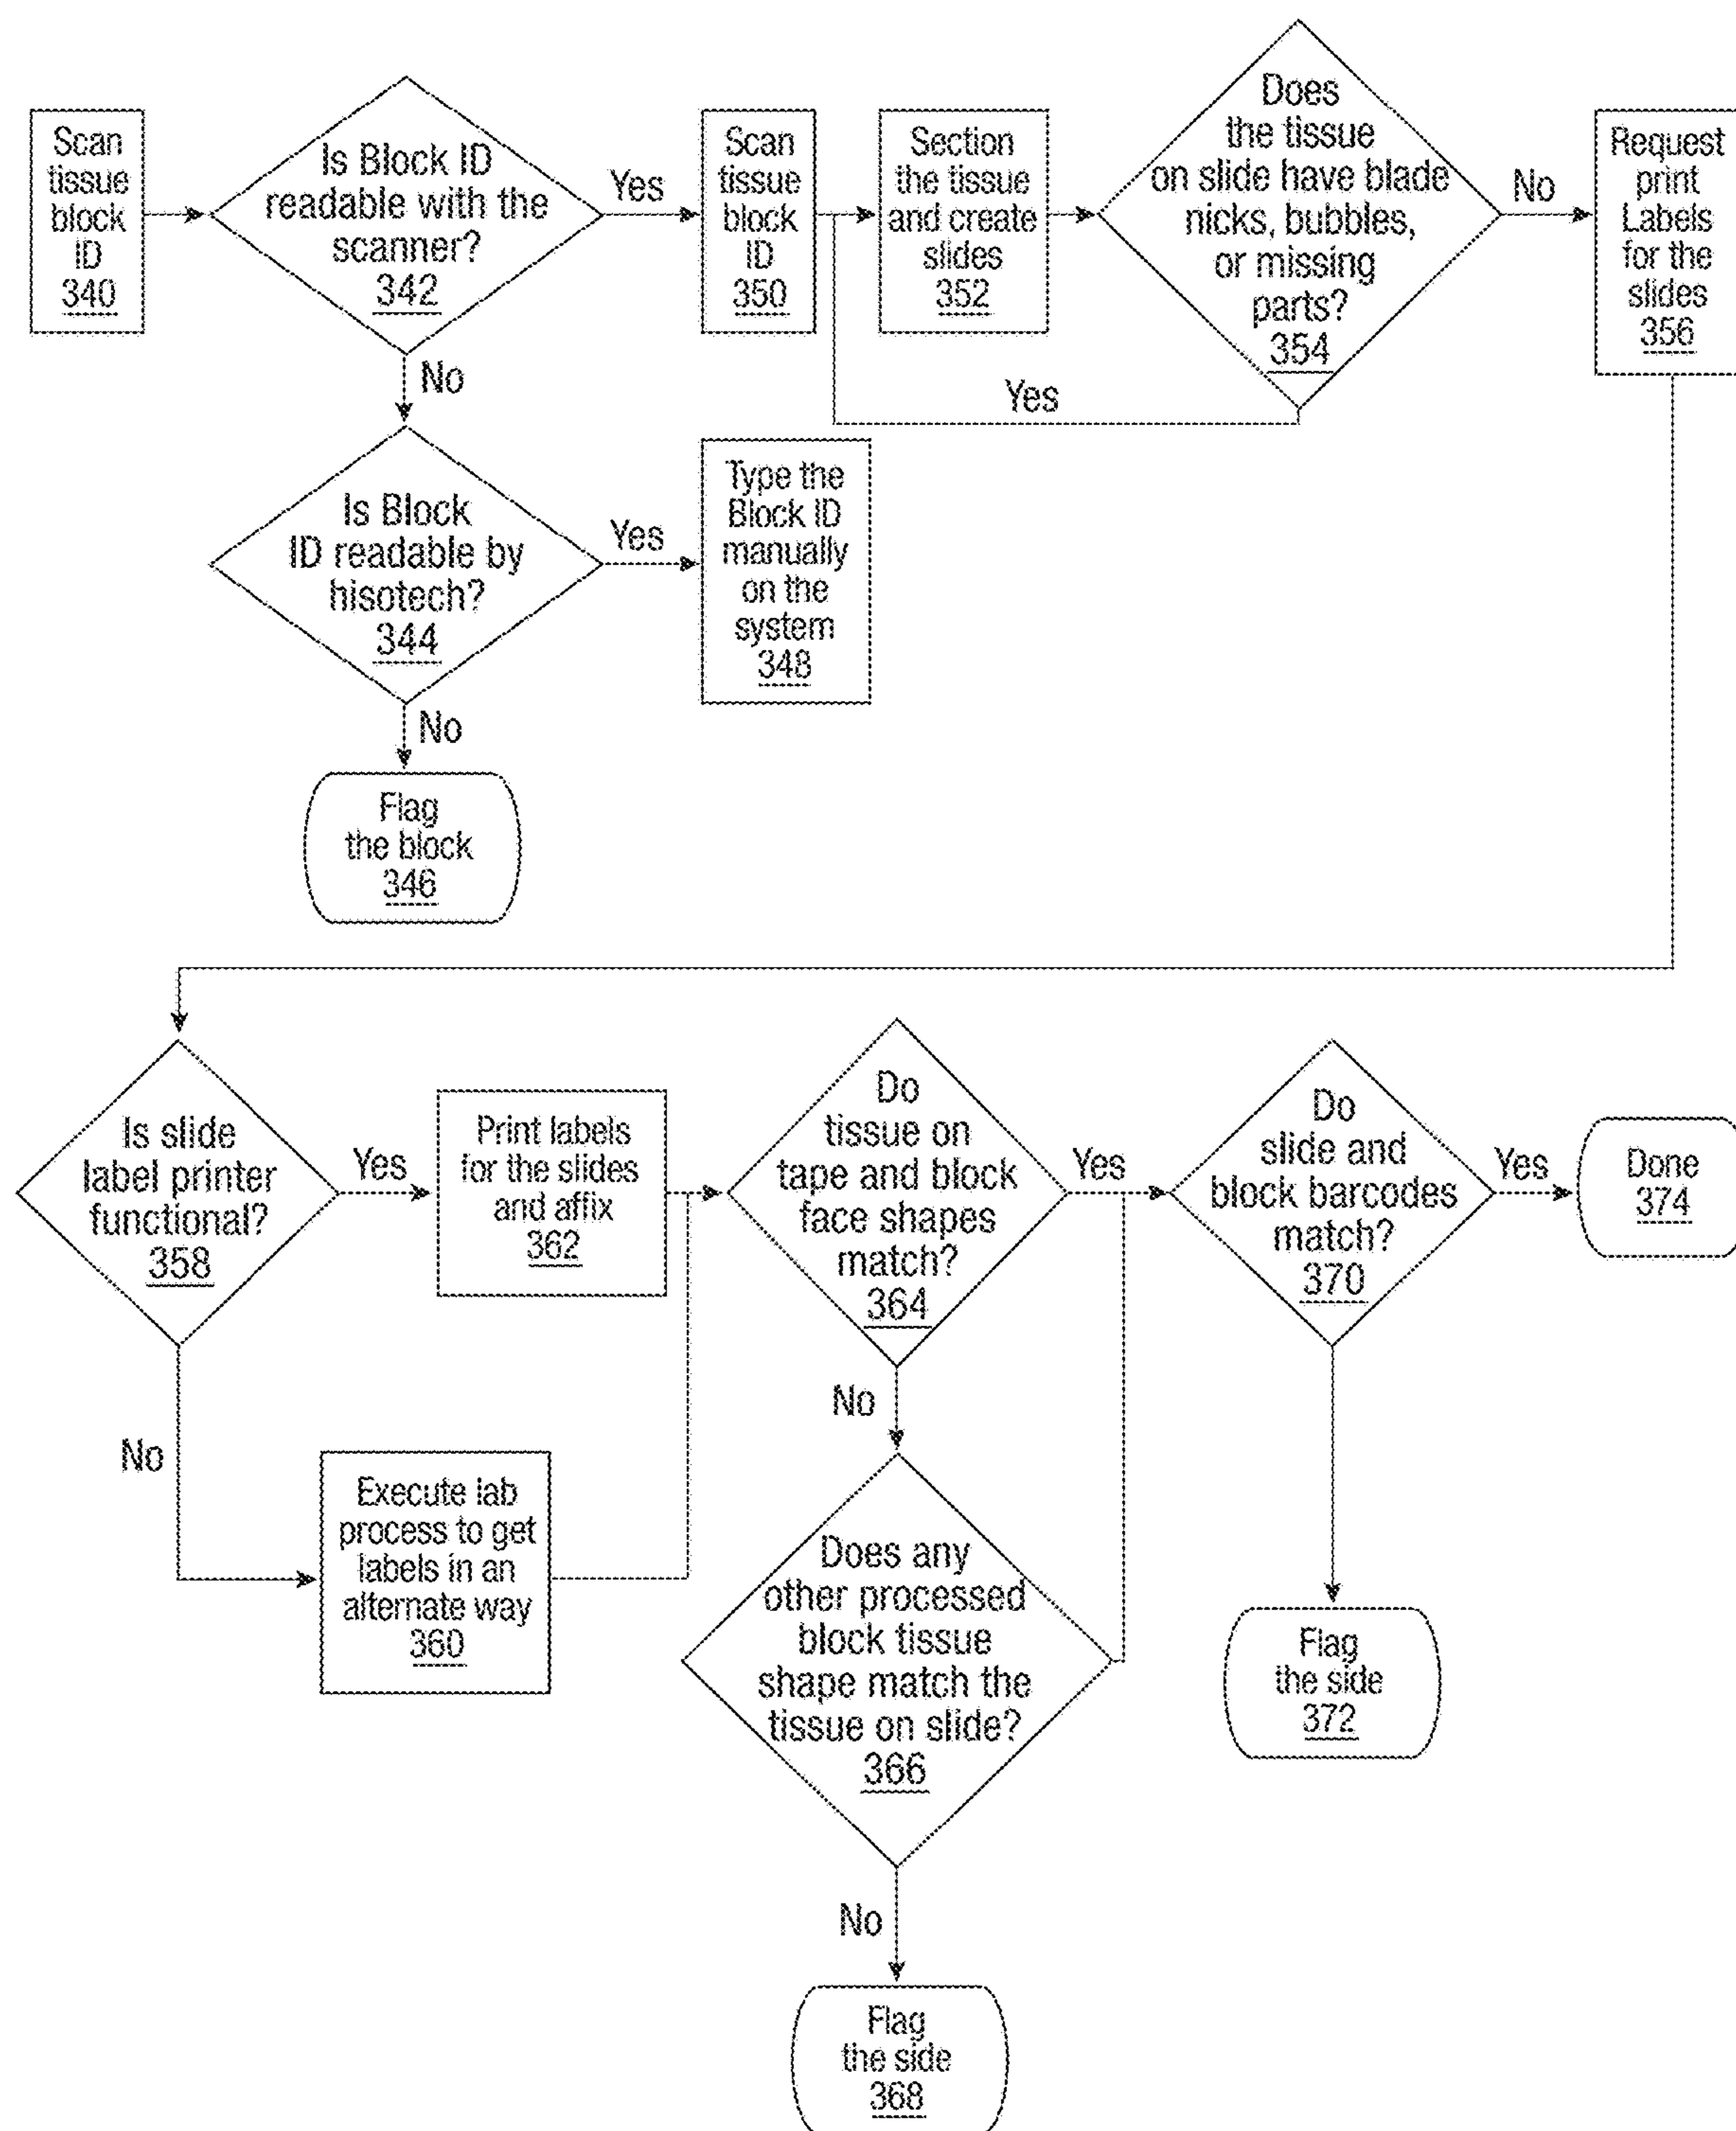 Scan
tissue
block
ID
340
Is Block ID
readable with the
scanner?
342
Yes
No
Scan
tissue
block
ID
350
Section
the tissue
and create
slides
352
Does
the tissue
on slide have blade
nicks, bubbles,
or missing
parts?
354
Yes
No
Request
print
Labels
for the
slides
356
Is Block
ID readable by
hisotech?
344
Yes
No
Type the
Block ID
manually
on the
system
348
Flag
the block
346
Is slide
label printer
functional?
358
Yes
No
Print labels
for the slides
and affix
362
Execute lab
process to get
labels in an
alternate way
360
Do
tissue on
tape and block
face shapes
match?
364
Yes
No
Does any
other processed
block tissue
shape match the
tissue on slide?
366
No
Flag
the side
368
Do
slide and
block barcodes
match?
370
Yes
Done
374
Flag
the side
372